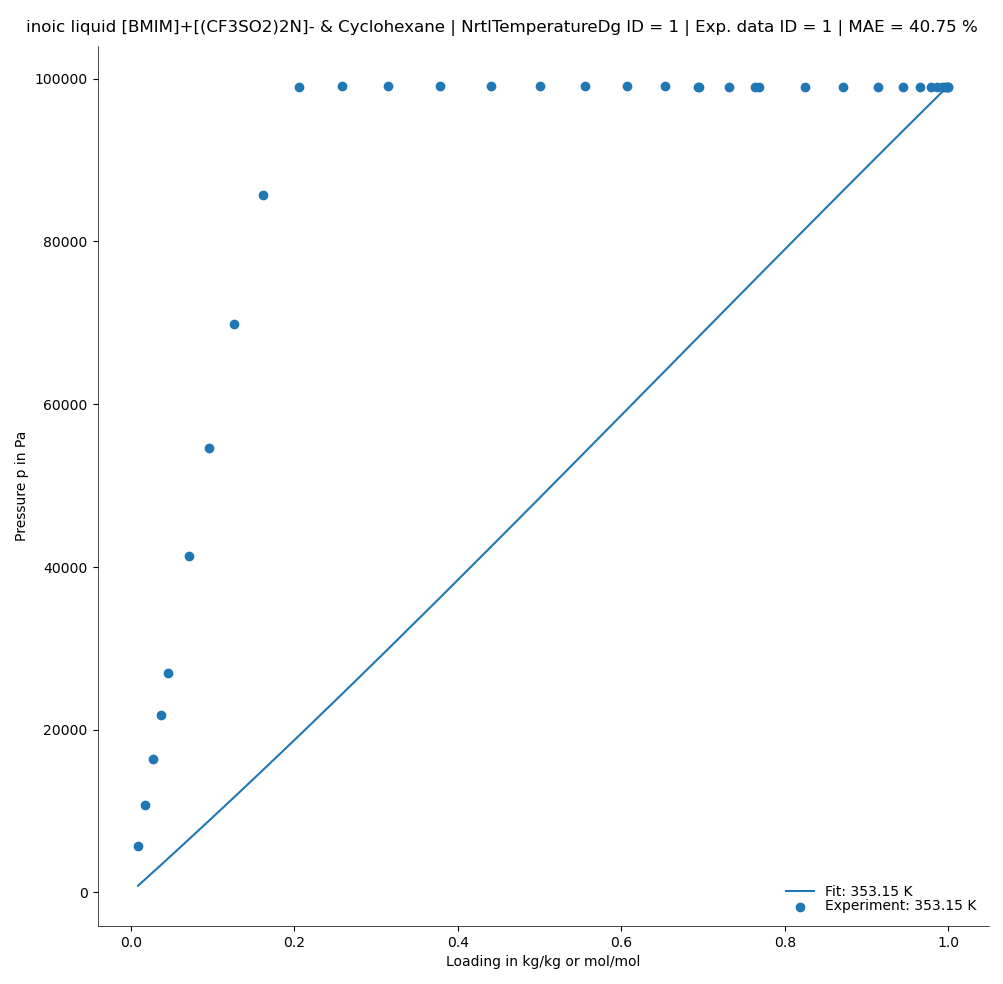 inoic liquid [BMIM]+[(CF3SO2)2N]- & Cyclohexane | NrtlTemperatureDg ID = 1 | Exp. data ID = 1 | MAE = 40.75 %
100000
80000
60000
40000
20000
0
Pressure p in Pa
0.0
0.2
0.4
0.6
0.8
1.0
Loading in kg/kg or mol/mol
Fit: 353.15 K
Experiment: 353.15 K